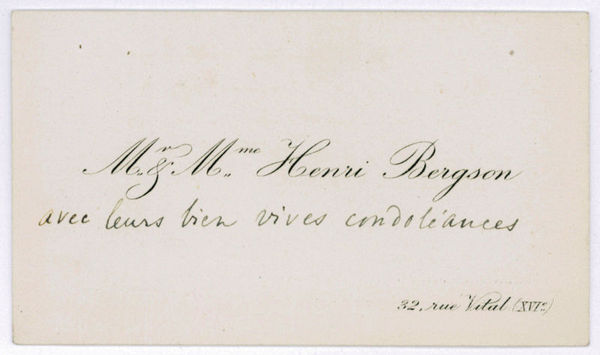 Mr. & Mme. Henri Bergson
avec leurs bien vives condoléances
32, rue Vital (XVIe)